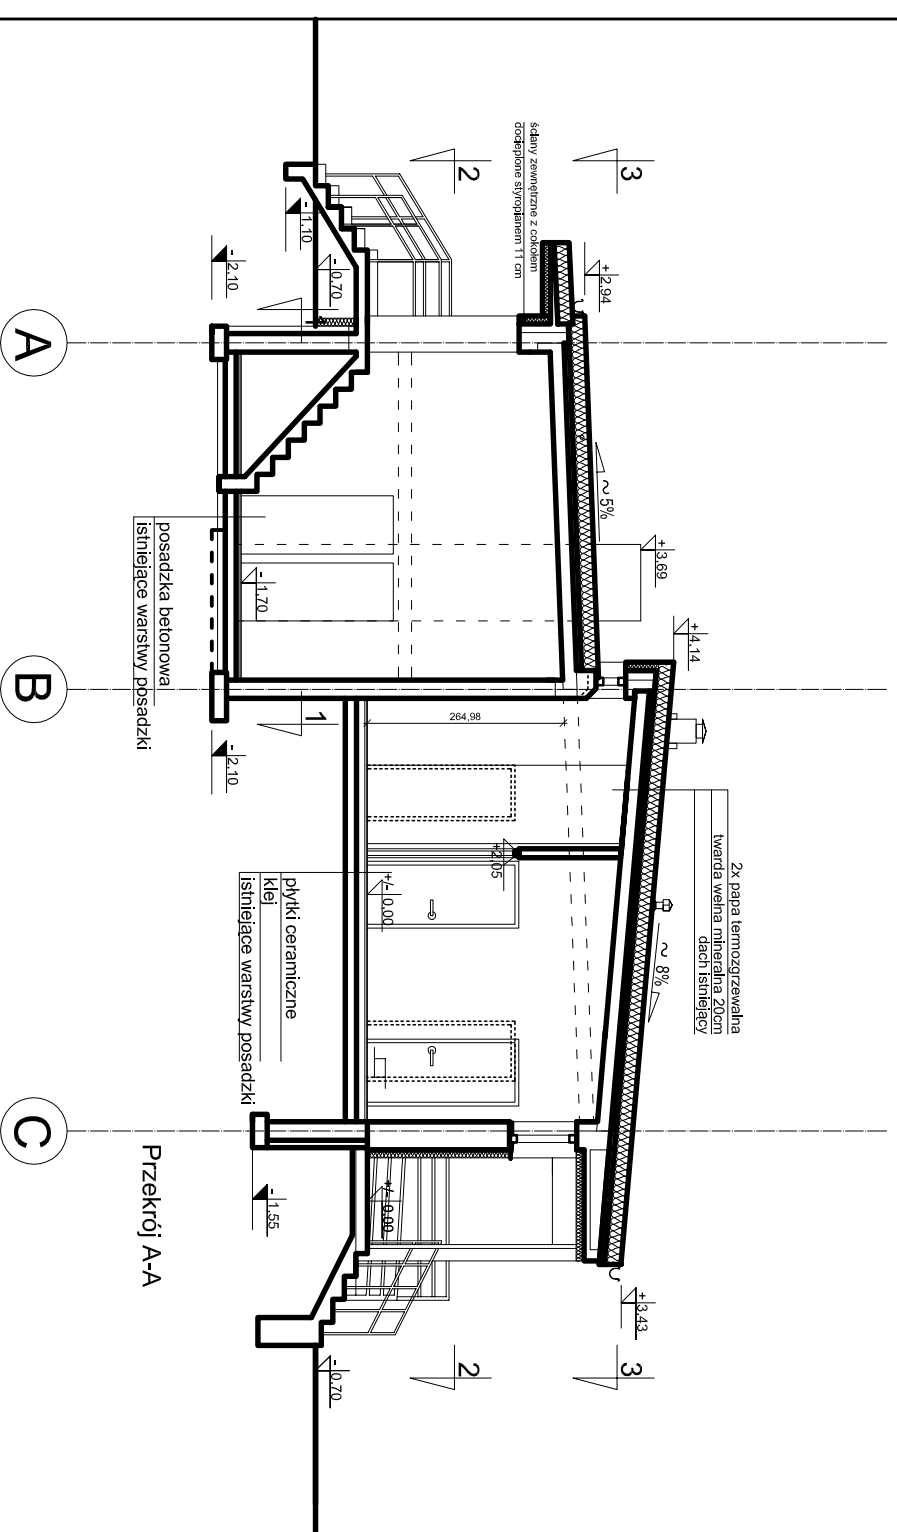 2x papa termozgrzewalna
twarda wełna mineralna 20cm
dach istniejący
+4,14
+3,69
~ 5%
~ 8%
+2,94
+3,43
3
3
ściany zewnętrzne z cokołem
docieplone styropianem 11 cm
2
2
264,98
+2,05
+/- 0,00
+/- 0,00
- 0,70
- 0,70
- 1,10
1
- 1,70
- 2,10
- 2,10
- 1,55
płytki ceramiczne
klej
istniejące warstwy posadzki
posadzka betonowa
istniejące warstwy posadzki
Przekrój A-A
A
B
C